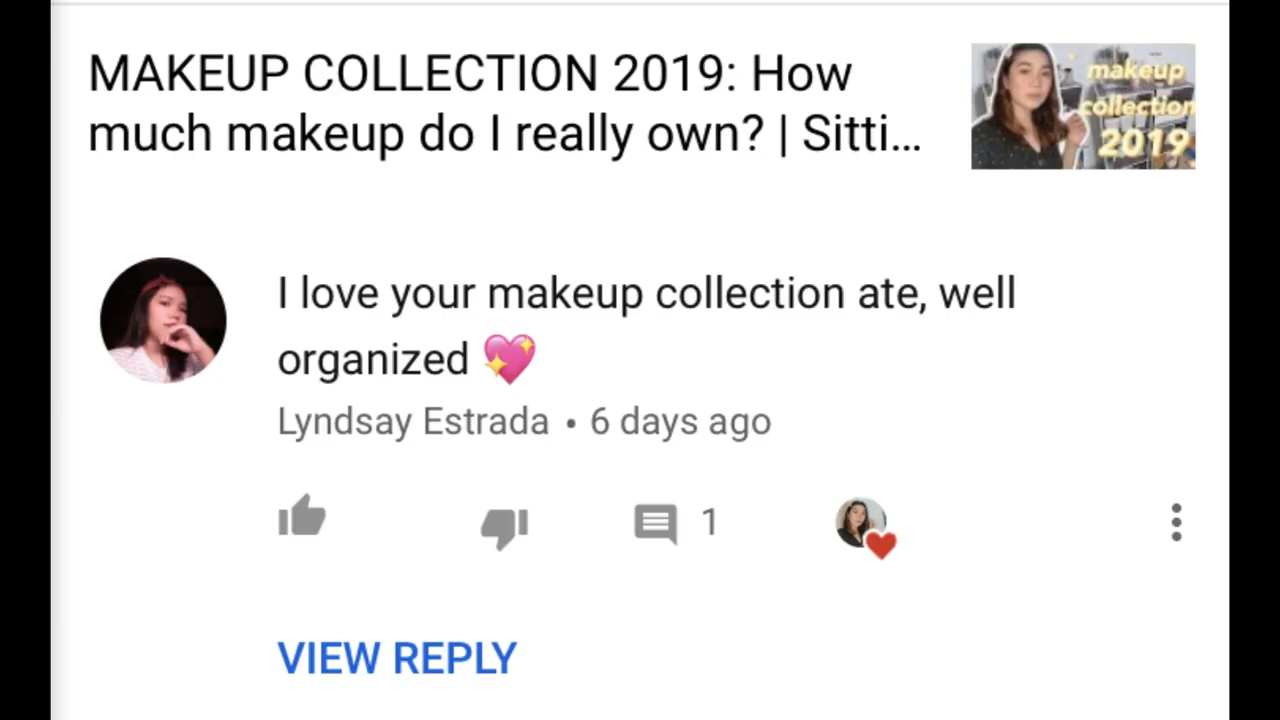 MAKEUP COLLECTION 2019: How
much makeup do I really own? | Sitti...
makeup
collection
2019
I love your makeup collection ate, well
organized 💖
Lyndsay Estrada • 6 days ago
1
VIEW REPLY